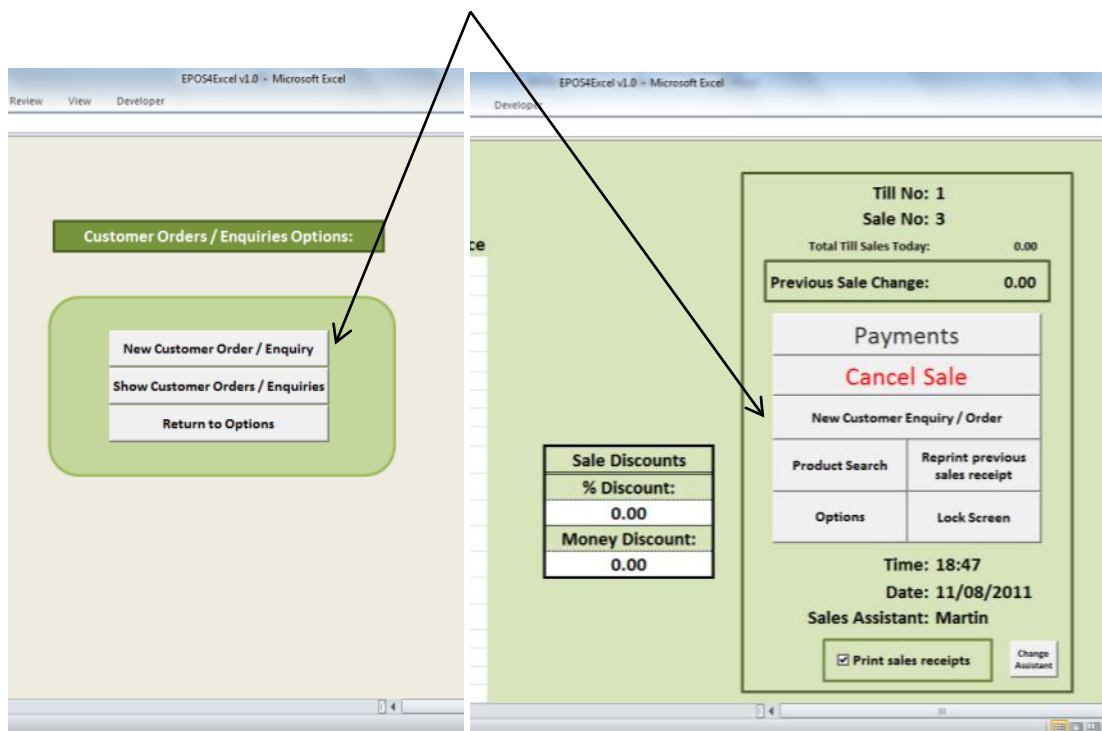 EPOS4Excel v1.0 - Microsoft Excel
Review View Developer
Customer Orders / Enquiries Options:
New Customer Order / Enquiry
Show Customer Orders / Enquiries
Return to Options
EPOS4Excel v1.0 - Microsoft Excel
Developer
ce
Sale Discounts
% Discount:
0.00
Money Discount:
0.00
Till No: 1
Sale No: 3
Total Till Sales Today: 0.00
Previous Sale Change: 0.00
Payments
Cancel Sale
New Customer Enquiry / Order
Product Search
Reprint previous
sales receipt
Options
Lock Screen
Time: 18:47
Date: 11/08/2011
Sales Assistant: Martin
Print sales receipts
Change
Assistant